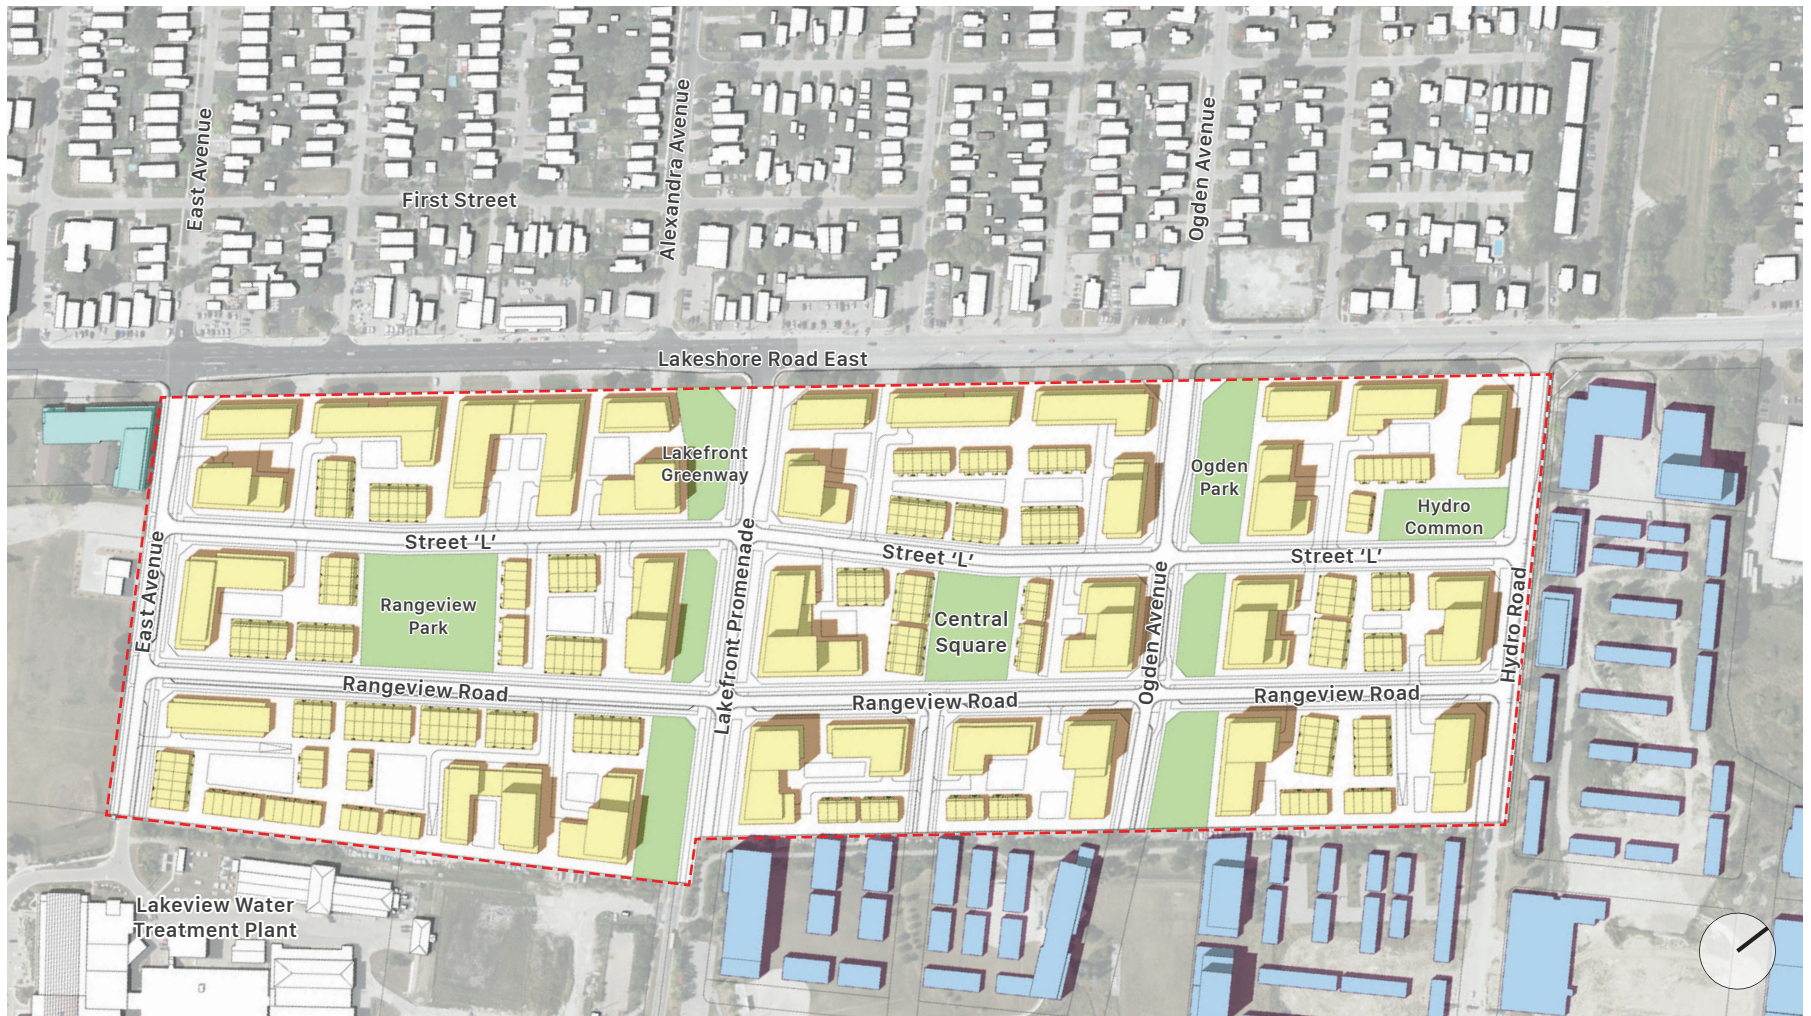 East Avenue
First Street
Alexandra Avenue
Ogden Avenue
Lakeshore Road East
Lakefront
Greenway
Ogden
Park
Hydro
Common
Street ‘L’
Street ‘L’
Street ‘L’
East Avenue
Rangeview
Park
Lakefront Promenade
Central
Square
Ogden Avenue
Hydro Road
Rangeview Road
Rangeview Road
Rangeview Road
Lakeview Water
Treatment Plant